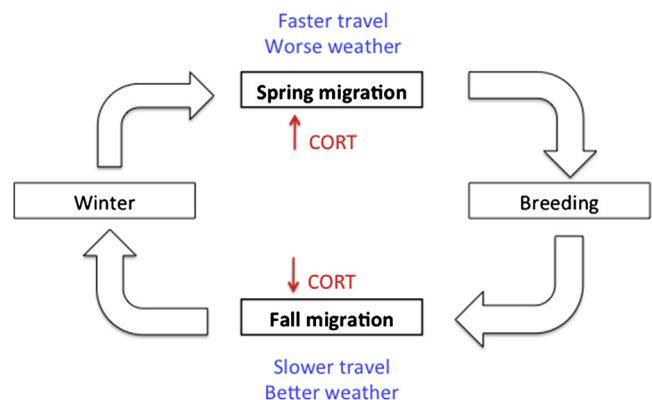 Faster travel
Worse weather
Spring migration
CORT
Winter
Breeding
CORT
Fall migration
Slower travel
Better weather